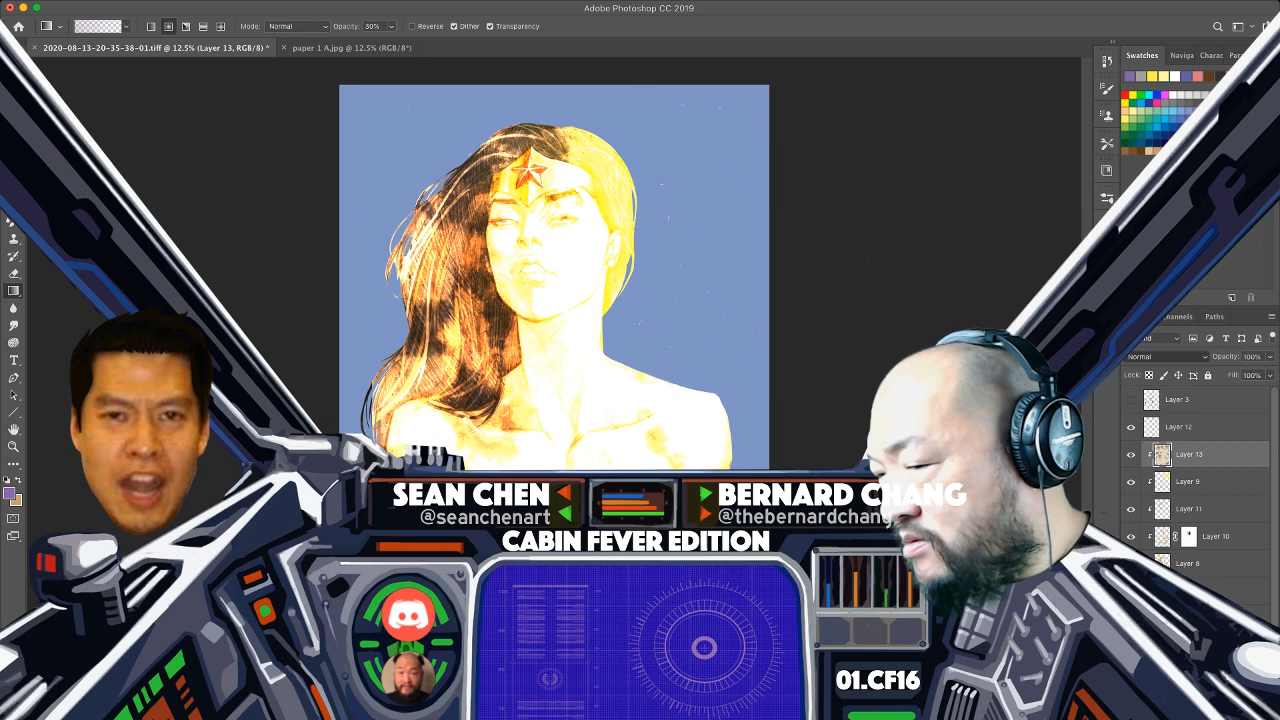 Adobe Photoshop CC 2019
Mode: Normal Opacity: 30% Reverse Dither Transparency
2020-08-13-20-35-38-01.tiff @ 12.5% (Layer 13, RGB/8) *
paper 1 A.jpg @ 12.5% (RGB/8*)
Swatches Naviga Charac Par
Paths
Normal Opacity: 100%
Lock: Fill: 100%
Layer 3
Layer 12
Layer 13
Layer 9
Layer 11
Layer 10
Layer 8
SEAN CHEN
@seanchenart
BERNARD CHANG
@thebernardchang
CABIN FEVER EDITION
01.CF16